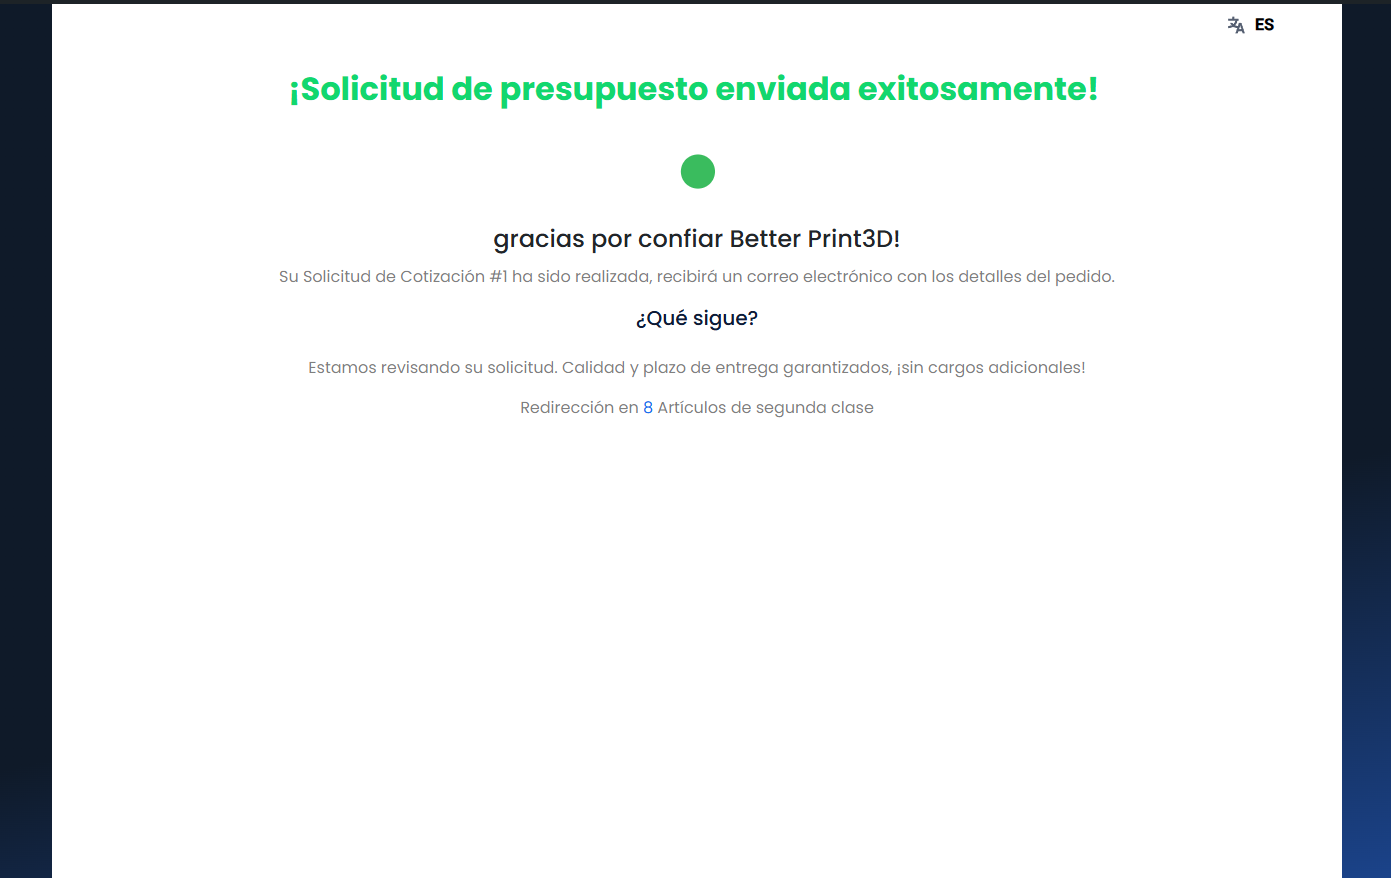 ES
¡Solicitud de presupuesto enviada exitosamente!
gracias por confiar Better Print3D!
Su Solicitud de Cotización #1 ha sido realizada, recibirá un correo electrónico con los detalles del pedido.
¿Qué sigue?
Estamos revisando su solicitud. Calidad y plazo de entrega garantizados, ¡sin cargos adicionales!
Redirección en 8 Artículos de segunda clase